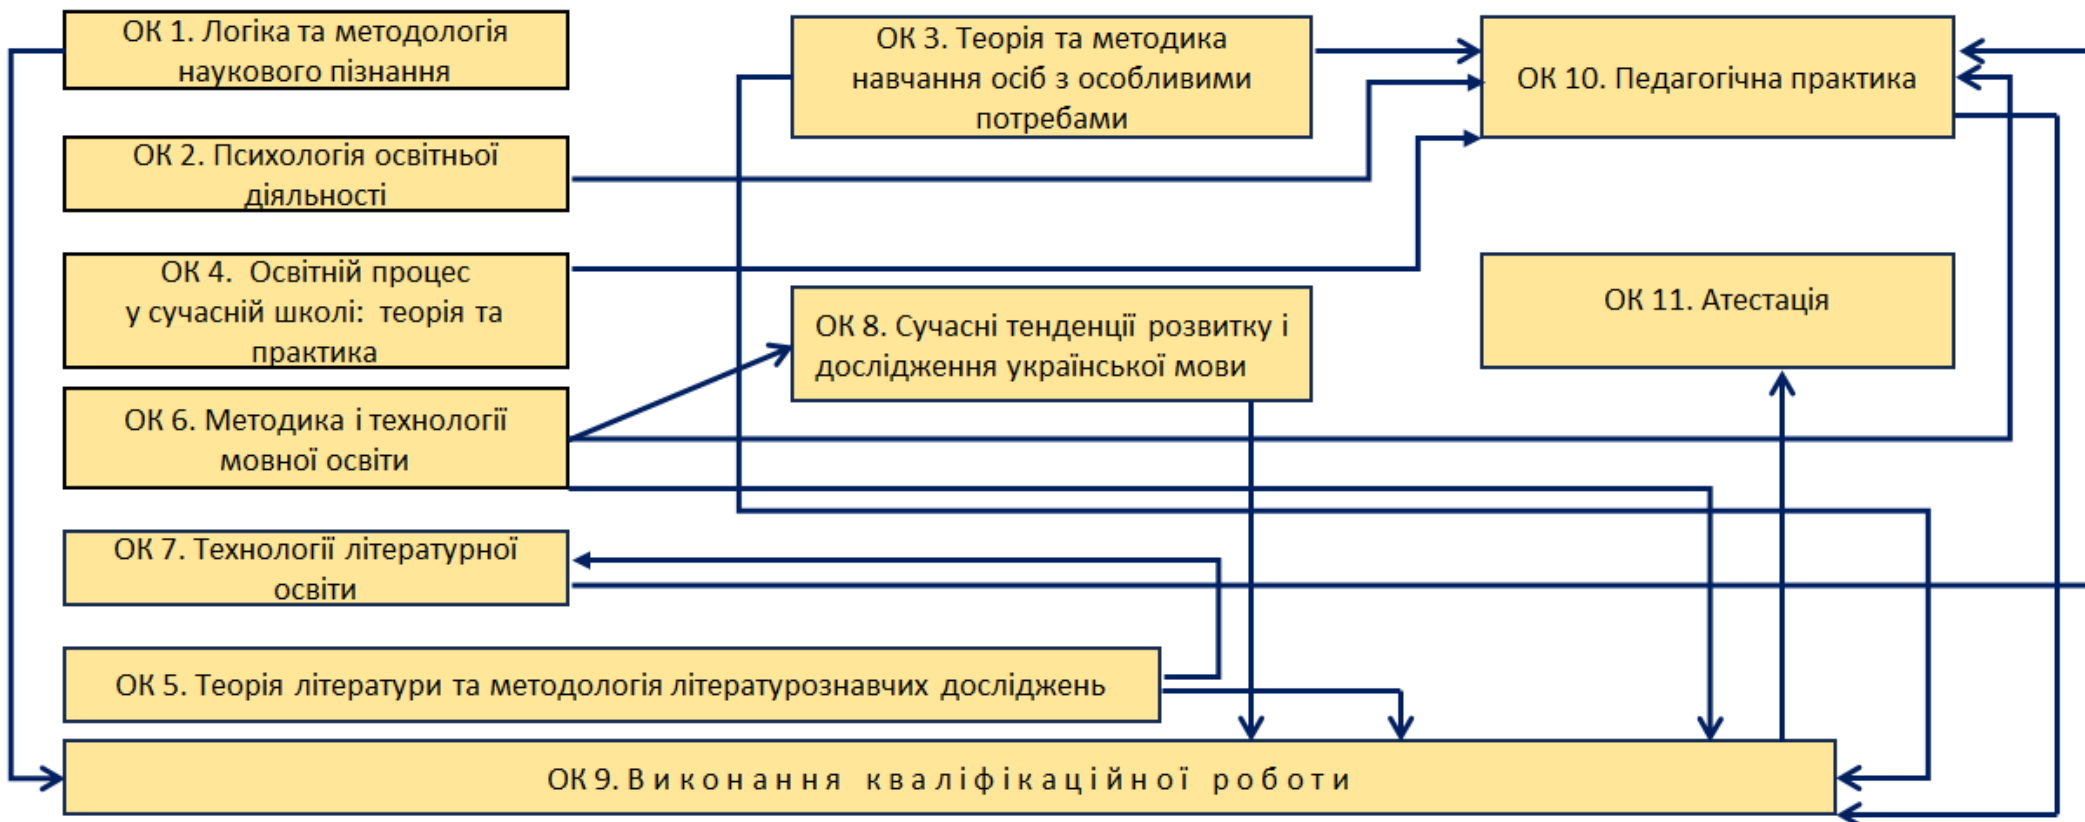 ОК 1. Логіка та методологія
наукового пізнання
ОК 2. Психологія освітньої
діяльності
ОК 4. Освітній процес
у сучасній школі: теорія та
практика
ОК 6. Методика і технології
мовної освіти
ОК 7. Технології літературної
освіти
ОК 5. Теорія літератури та методологія літературознавчих досліджень
ОК 3. Теорія та методика
навчання осіб з особливими
потребами
ОК 8. Сучасні тенденції розвитку і
дослідження української мови
ОК 10. Педагогічна практика
ОК 11. Атестація
ОК 9. В и к о н а н н я к в а л і ф і к а ц і й н о ї р о б о т и